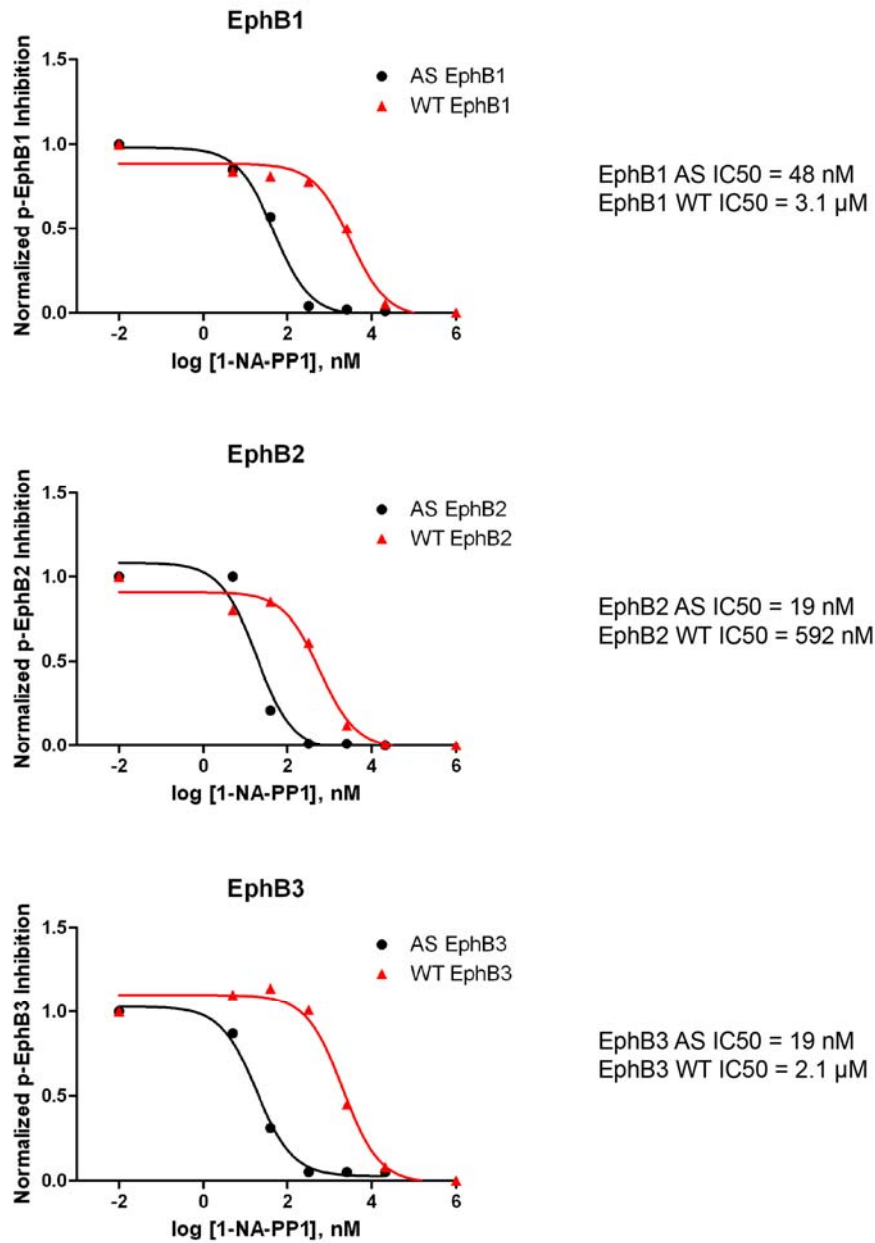 EphB1
Normalized p-EphB1 Inhibition
1.5
1.0
0.5
0.0
AS EphB1
WT EphB1
-2
0
2
4
6
log [1-NA-PP1], nM
EphB1 AS IC50 = 48 nM
EphB1 WT IC50 = 3.1 µM
EphB2
Normalized p-EphB2 Inhibition
1.5
1.0
0.5
0.0
AS EphB2
WT EphB2
-2
0
2
4
6
log [1-NA-PP1], nM
EphB2 AS IC50 = 19 nM
EphB2 WT IC50 = 592 nM
EphB3
Normalized p-EphB3 Inhibition
1.5
1.0
0.5
0.0
AS EphB3
WT EphB3
-2
0
2
4
6
log [1-NA-PP1], nM
EphB3 AS IC50 = 19 nM
EphB3 WT IC50 = 2.1 µM